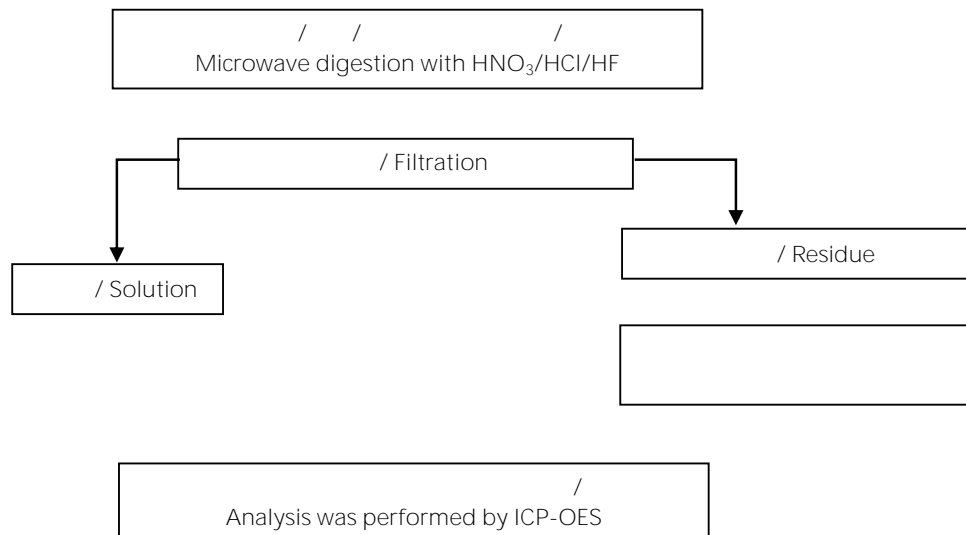 / / /
Microwave digestion with HNO₃/HCl/HF
/ Filtration
/ Residue
/ Solution
/
Analysis was performed by ICP-OES